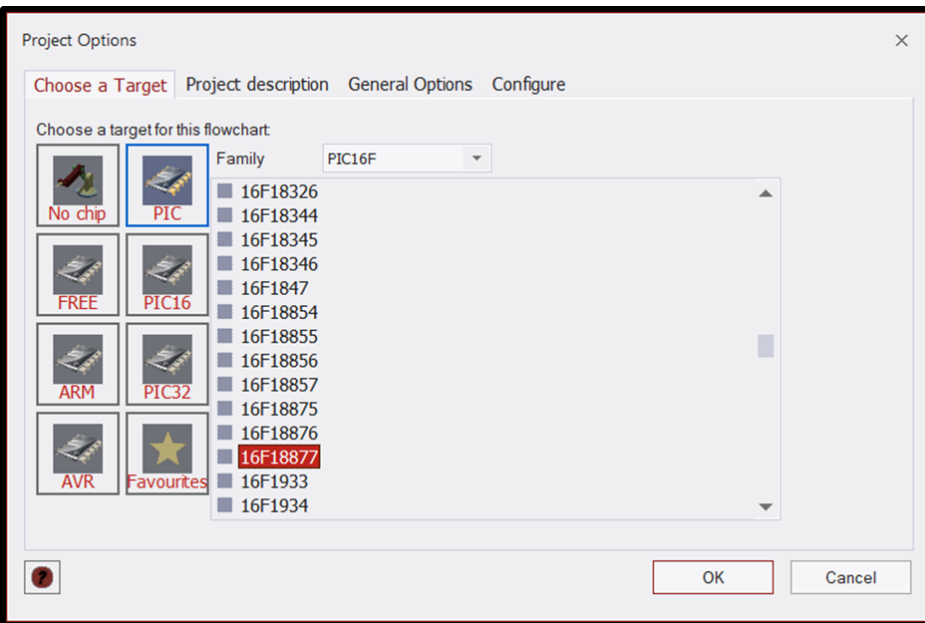 Project Options
Choose a Target Project description General Options Configure
Choose a target for this flowchart:
No chip PIC
FREE PIC16
ARM PIC32
AVR Favourites
Family PIC16F
16F18326
16F18344
16F18345
16F18346
16F1847
16F18854
16F18855
16F18856
16F18857
16F18875
16F18876
16F18877
16F1933
16F1934
?
OK Cancel